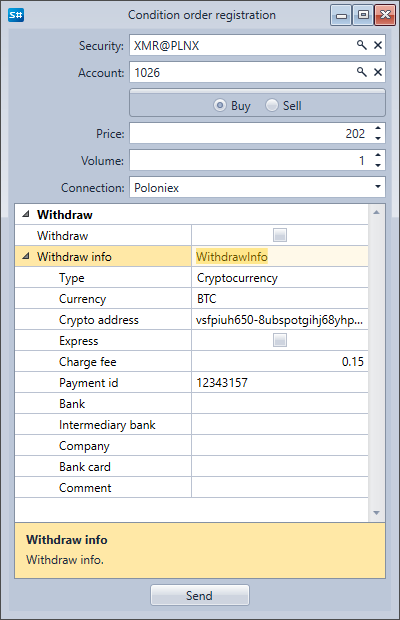 S# Condition order registration
Security: XMR@PLNX
Account: 1026
Buy Sell
Price: 202
Volume: 1
Connection: Poloniex
Withdraw
Withdraw
Withdraw info WithdrawInfo
Type Cryptocurrency
Currency BTC
Crypto address vsfpiuh650-8ubspotgihj68yhp...
Express
Charge fee 0.15
Payment id 12343157
Bank
Intermediary bank
Company
Bank card
Comment
Withdraw info
Withdraw info.
Send